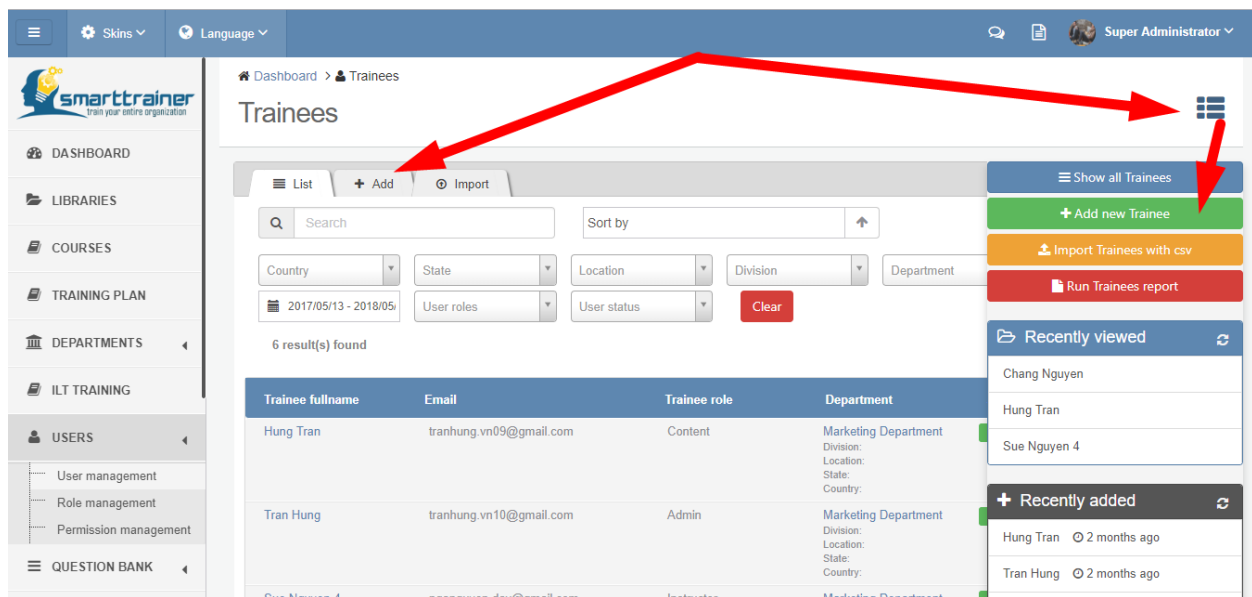 Skins
Language
Super Administrator
smarttrainer
train your entire organization
Dashboard > Trainees
Trainees
DASHBOARD
LIBRARIES
COURSES
TRAINING PLAN
DEPARTMENTS
ILT TRAINING
USERS
User management
Role management
Permission management
QUESTION BANK
List
+ Add
Import
Search
Sort by
Country
State
Location
Division
Department
2017/05/13 - 2018/05/
User roles
User status
Clear
6 result(s) found
Trainee fullname Email Trainee role Department
Hung Tran tranhung.vn09@gmail.com Content Marketing Department
Division:
Location:
State:
Country:
Tran Hung tranhung.vn10@gmail.com Admin Marketing Department
Division:
Location:
State:
Country:
Show all Trainees
+ Add new Trainee
Import Trainees with csv
Run Trainees report
Recently viewed
Chang Nguyen
Hung Tran
Sue Nguyen 4
+ Recently added
Hung Tran 2 months ago
Tran Hung 2 months ago